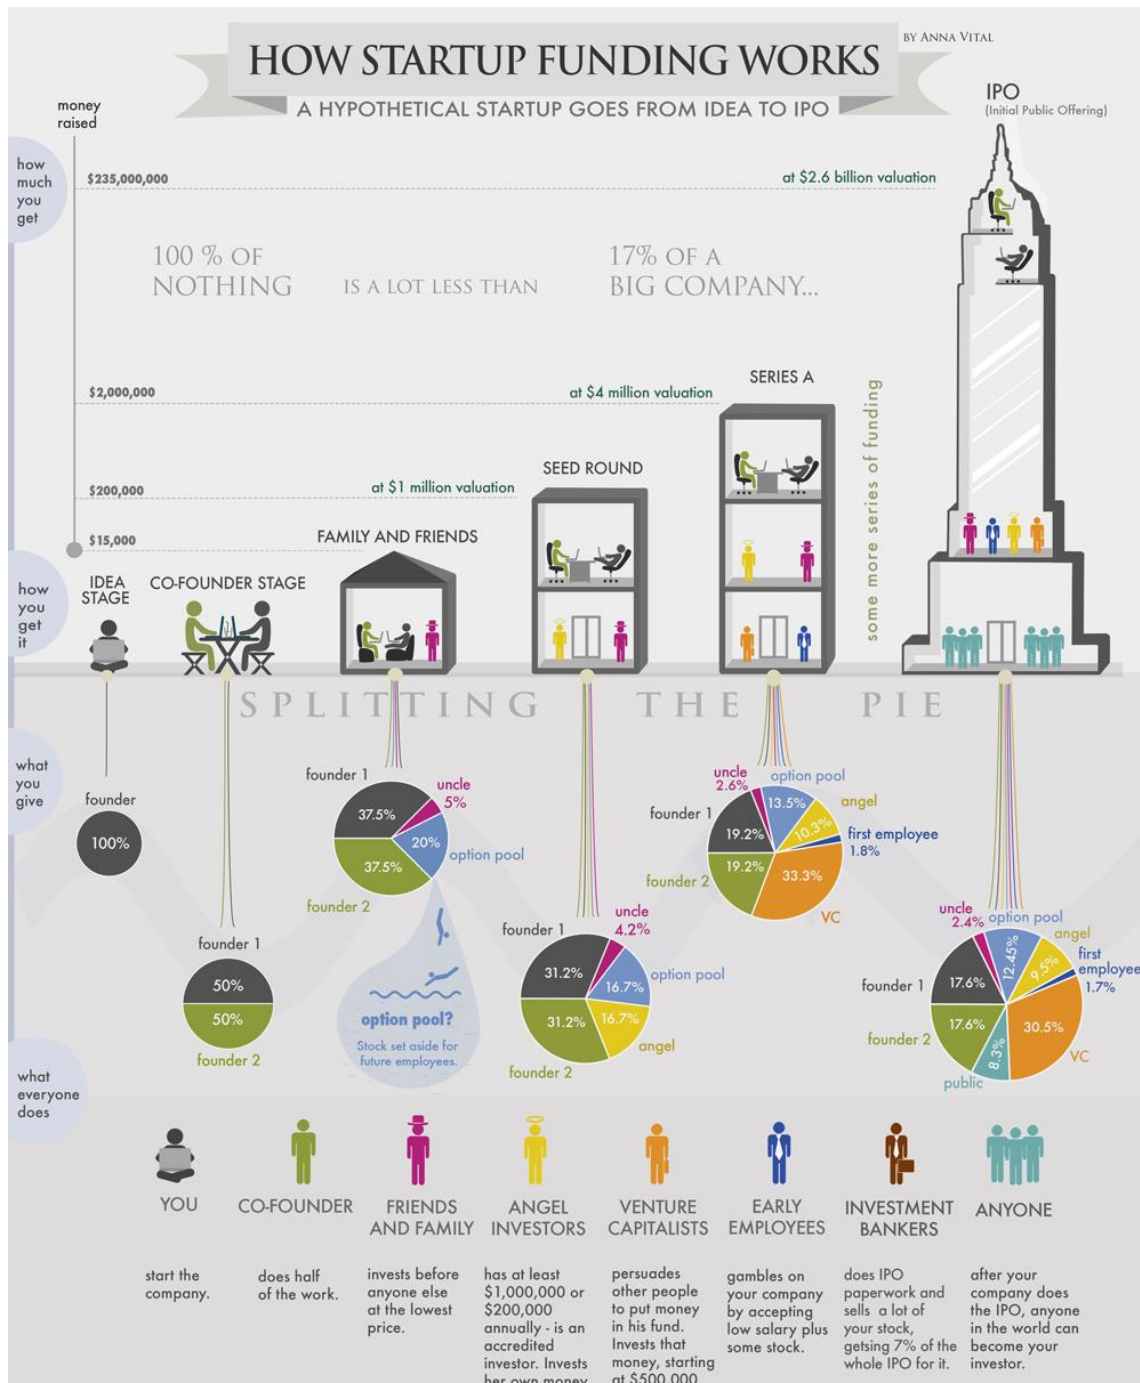 HOW STARTUP FUNDING WORKS
BY ANNA VITAL
A HYPOTHETICAL STARTUP GOES FROM IDEA TO IPO
IPO
(Initial Public Offering)
money
raised
how
much
you
get
$235,000,000
at $2.6 billion valuation
100 % OF
NOTHING
IS A LOT LESS THAN
17% OF A
BIG COMPANY...
$2,000,000
at $4 million valuation
SERIES A
some more series of funding
$200,000
at $1 million valuation
SEED ROUND
$15,000
FAMILY AND FRIENDS
how
you
get
it
IDEA
STAGE
CO-FOUNDER STAGE
SPLITTING THE PIE
what
you
give
founder
100%
founder 1
50%
50%
founder 2
founder 1
uncle
5%
37.5%
20%
option pool
37.5%
founder 2
option pool?
Stock set aside for
future employees.
founder 1
uncle
4.2%
31.2%
option pool
16.7%
31.2%
16.7%
angel
founder 2
uncle
2.6%
option pool
13.5%
angel
10.3%
founder 1
19.2%
first employee
1.8%
19.2%
founder 2
33.3%
VC
uncle
2.4%
option pool
12.45%
angel
9.5%
first
employee
1.7%
founder 1
17.6%
17.6%
30.5%
founder 2
8.3%
VC
public
what
everyone
does
YOU
start the
company.
CO-FOUNDER
does half
of the work.
FRIENDS
AND FAMILY
invests before
anyone else
at the lowest
price.
ANGEL
INVESTORS
has at least
$1,000,000 or
$200,000
annually - is an
accredited
investor. Invests
her own money
VENTURE
CAPITALISTS
persuades
other people
to put money
in his fund.
Invests that
money, starting
at $500,000
EARLY
EMPLOYEES
gambles on
your company
by accepting
low salary plus
some stock.
INVESTMENT
BANKERS
does IPO
paperwork and
sells a lot of
your stock,
getsing 7% of the
whole IPO for it.
ANYONE
after your
company does
the IPO, anyone
in the world can
become your
investor.